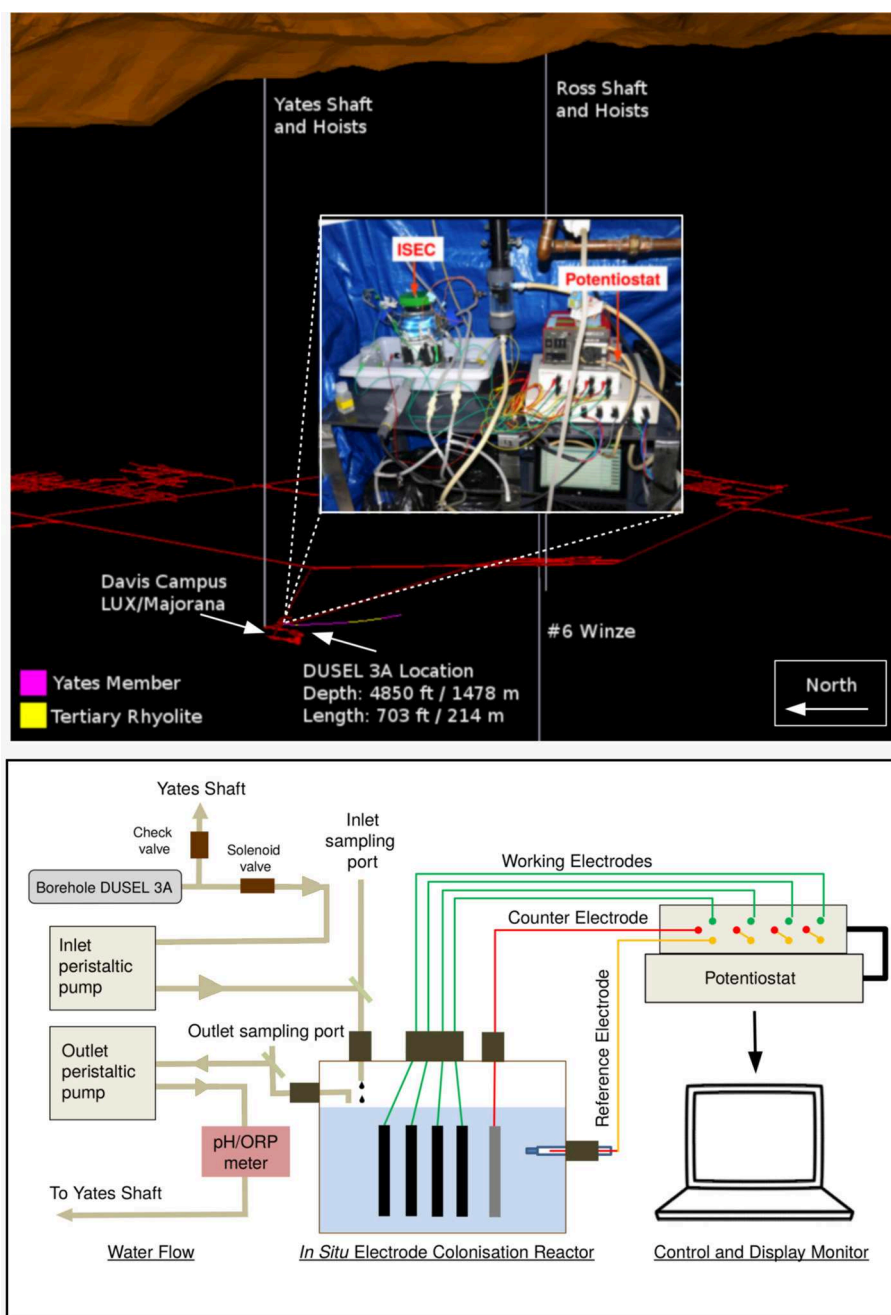 Yates Shaft
and Hoists
Ross Shaft
and Hoists
ISEC
Potentiostat
Davis Campus
LUX/Majorana
#6 Winze
DUSEL 3A Location
Depth: 4850 ft / 1478 m
Length: 703 ft / 214 m
Yates Member
Tertiary Rhyolite
North
Yates Shaft
Check
valve
Solenoid
valve
Inlet
sampling
port
Borehole DUSEL 3A
Working Electrodes
Counter Electrode
Inlet
peristaltic
pump
Potentiostat
Outlet sampling port
Outlet
peristaltic
pump
Reference Electrode
pH/ORP
meter
To Yates Shaft
Water Flow
In Situ Electrode Colonisation Reactor
Control and Display Monitor